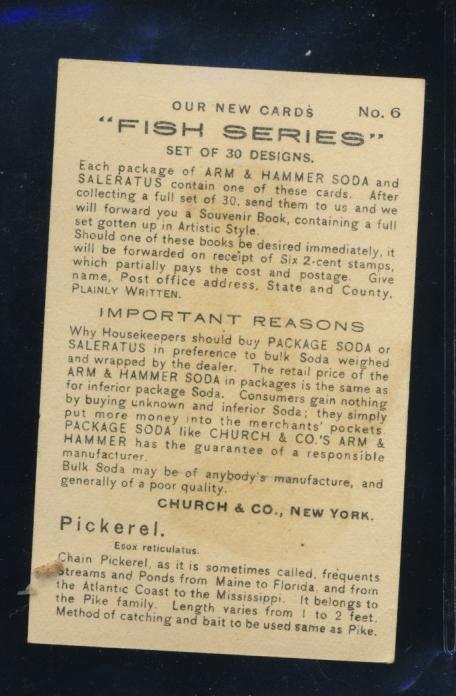 OUR NEW CARDS No. 6
"FISH SERIES"
SET OF 30 DESIGNS.
Each package of ARM & HAMMER SODA and
SALERATUS contain one of these cards. After
collecting a full set of 30, send them to us and we
will forward you a Souvenir Book, containing a full
set gotten up in Artistic Style.
Should one of these books be desired immediately, it
will be forwarded on receipt of Six 2-cent stamps,
which partially pays the cost and postage. Give
name, Post office address, State and County,
PLAINLY WRITTEN.
IMPORTANT REASONS
Why Housekeepers should buy PACKAGE SODA or
SALERATUS in preference to bulk Soda weighed
and wrapped by the dealer. The retail price of the
ARM & HAMMER SODA in packages is the same as
for inferior package Soda. Consumers gain nothing
by buying unknown and inferior Soda; they simply
put more money into the merchants' pockets.
PACKAGE SODA like CHURCH & CO.'S ARM &
HAMMER has the guarantee of a responsible
manufacturer.
Bulk Soda may be of anybody's manufacture, and
generally of a poor quality.
CHURCH & CO., NEW YORK.
Pickerel.
Esox reticulatus.
Chain Pickerel, as it is sometimes called, frequents
Streams and Ponds from Maine to Florida, and from
the Atlantic Coast to the Mississippi. It belongs to
the Pike family. Length varies from 1 to 2 feet.
Method of catching and bait to be used same as Pike.